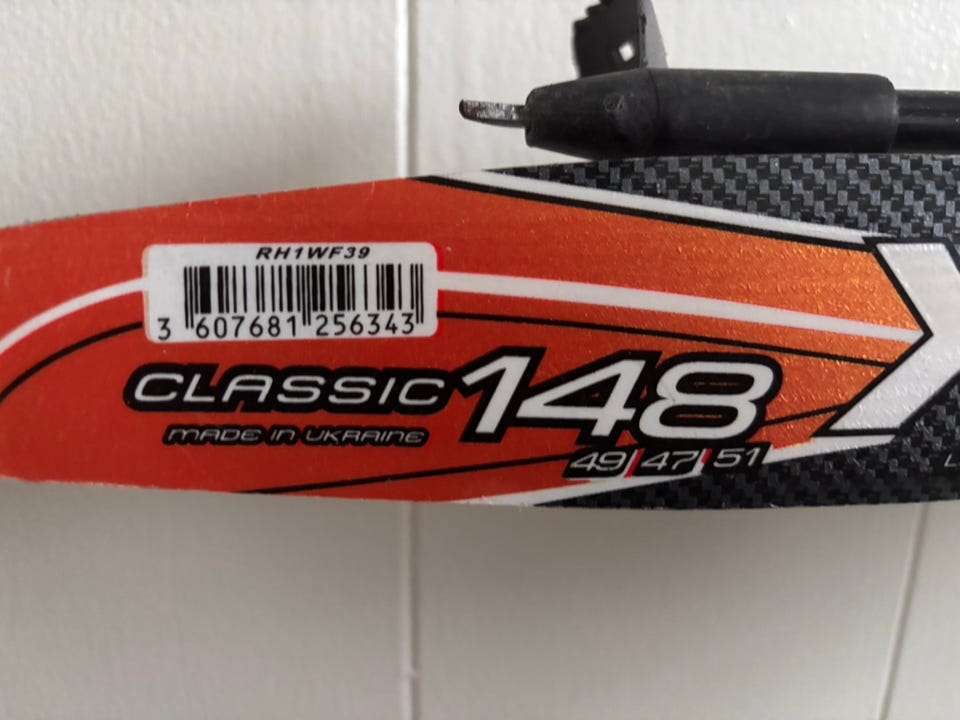 RH1WF39
3 607681 256343
CLASSIC 148
MADE IN UKRAINE
49/47/51